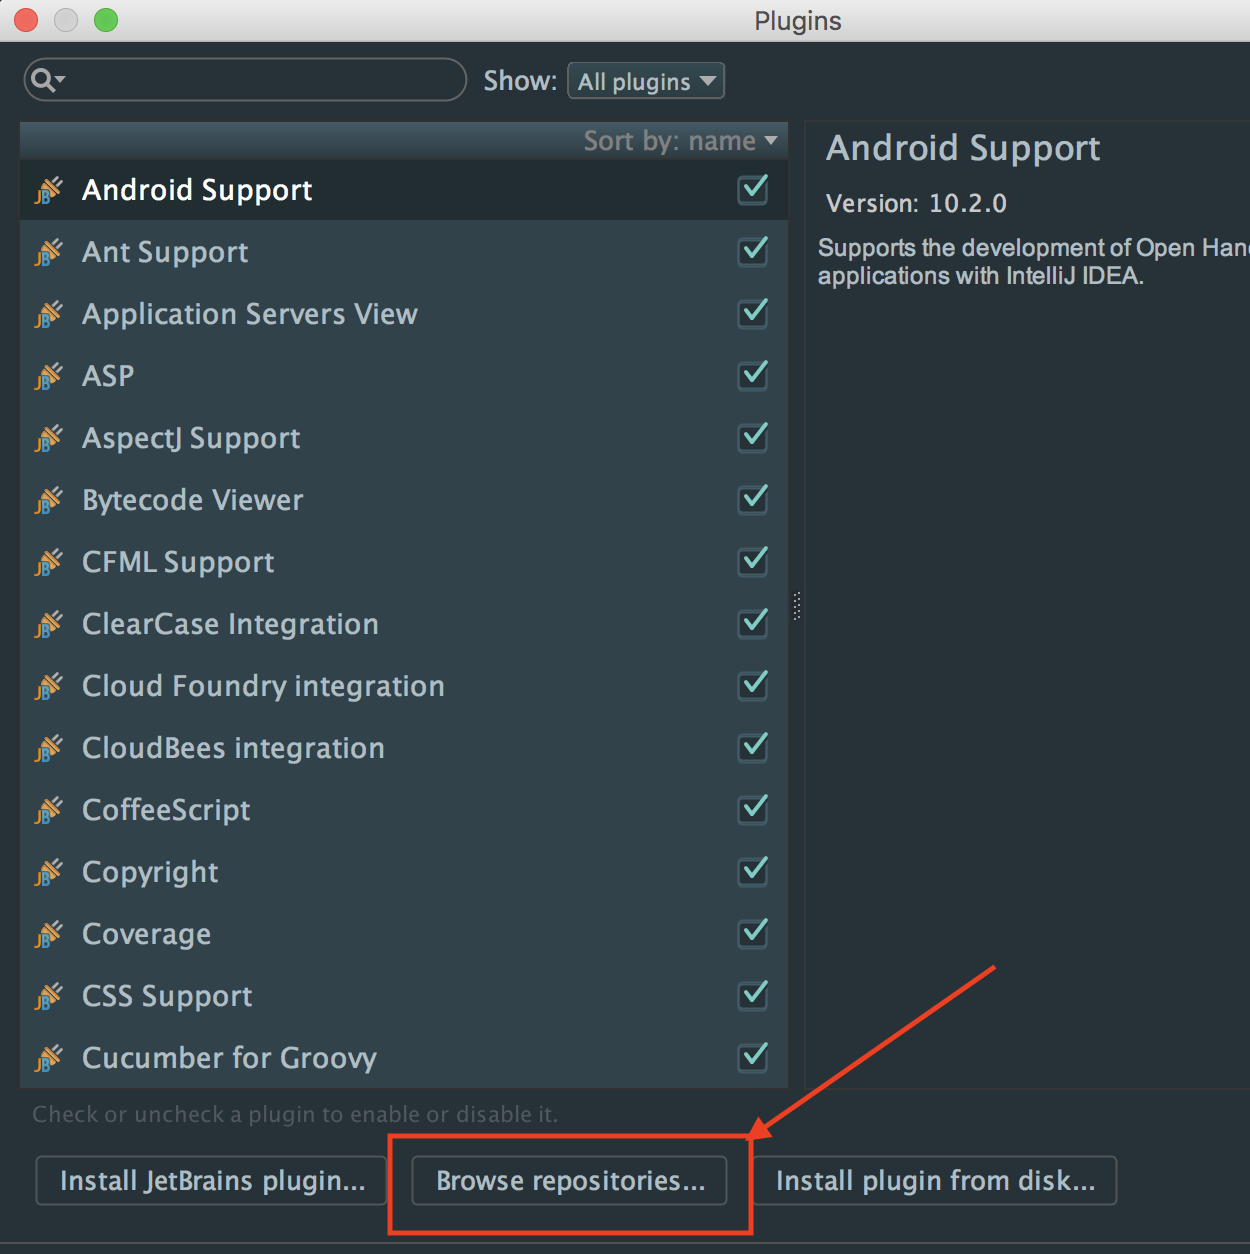 Plugins
Show: All plugins
Sort by: name
Android Support
Ant Support
Application Servers View
ASP
AspectJ Support
Bytecode Viewer
CFML Support
ClearCase Integration
Cloud Foundry integration
CloudBees integration
CoffeeScript
Copyright
Coverage
CSS Support
Cucumber for Groovy
Check or uncheck a plugin to enable or disable it.
Install JetBrains plugin...
Browse repositories...
Install plugin from disk...
Android Support
Version: 10.2.0
Supports the development of Open Han
applications with IntelliJ IDEA.